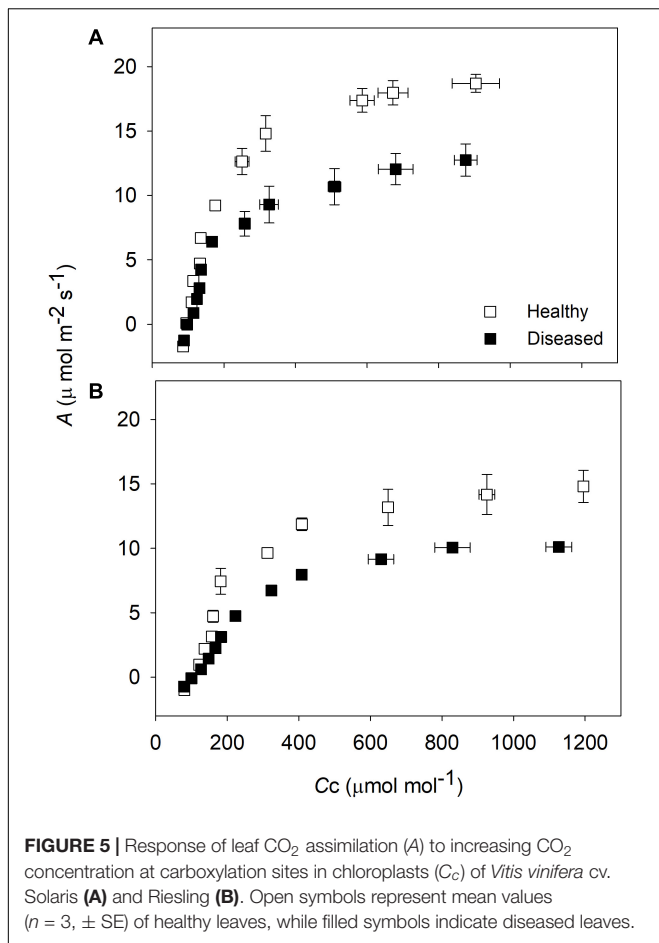 A
20
15
10
5
0
Healthy
Diseased
A (μ mol m⁻² s⁻¹)
B
20
15
10
5
0
0 200 400 600 800 1000 1200
Cc (μmol mol⁻¹)
FIGURE 5 | Response of leaf CO₂ assimilation (A) to increasing CO₂
concentration at carboxylation sites in chloroplasts (Cc) of Vitis vinifera cv.
Solaris (A) and Riesling (B). Open symbols represent mean values
(n = 3, ± SE) of healthy leaves, while filled symbols indicate diseased leaves.